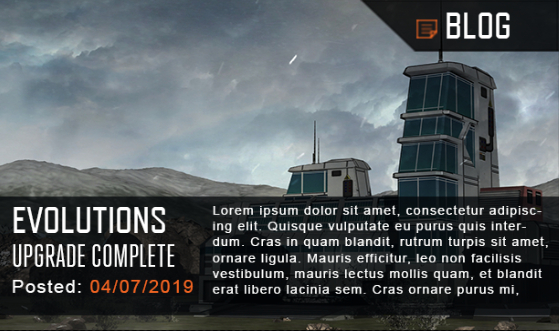 BLOG
EVOLUTIONS
UPGRADE COMPLETE
Posted: 04/07/2019
Lorem ipsum dolor sit amet, consectetur adipisc-
ing elit. Quisque vulputate eu purus quis inter-
dum. Cras in quam blandit, rutrum turpis sit amet,
ornare ligula. Mauris efficitur, leo non facilisis
vestibulum, mauris lectus mollis quam, et blandit
erat libero lacinia sem. Cras ornare purus mi,